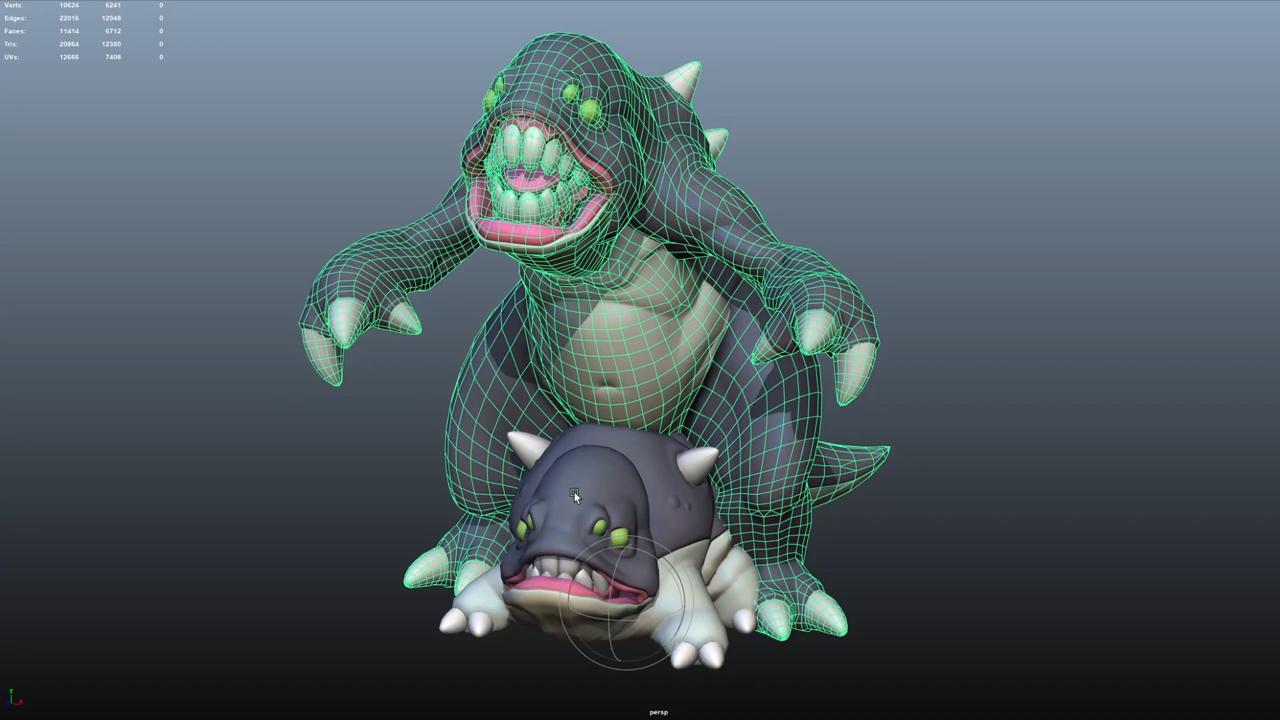 Verts: 10624 6241 0
Edges: 22016 12948 0
Faces: 11414 6712 0
Tris: 20864 12380 0
UVs: 12666 7408 0
y
persp